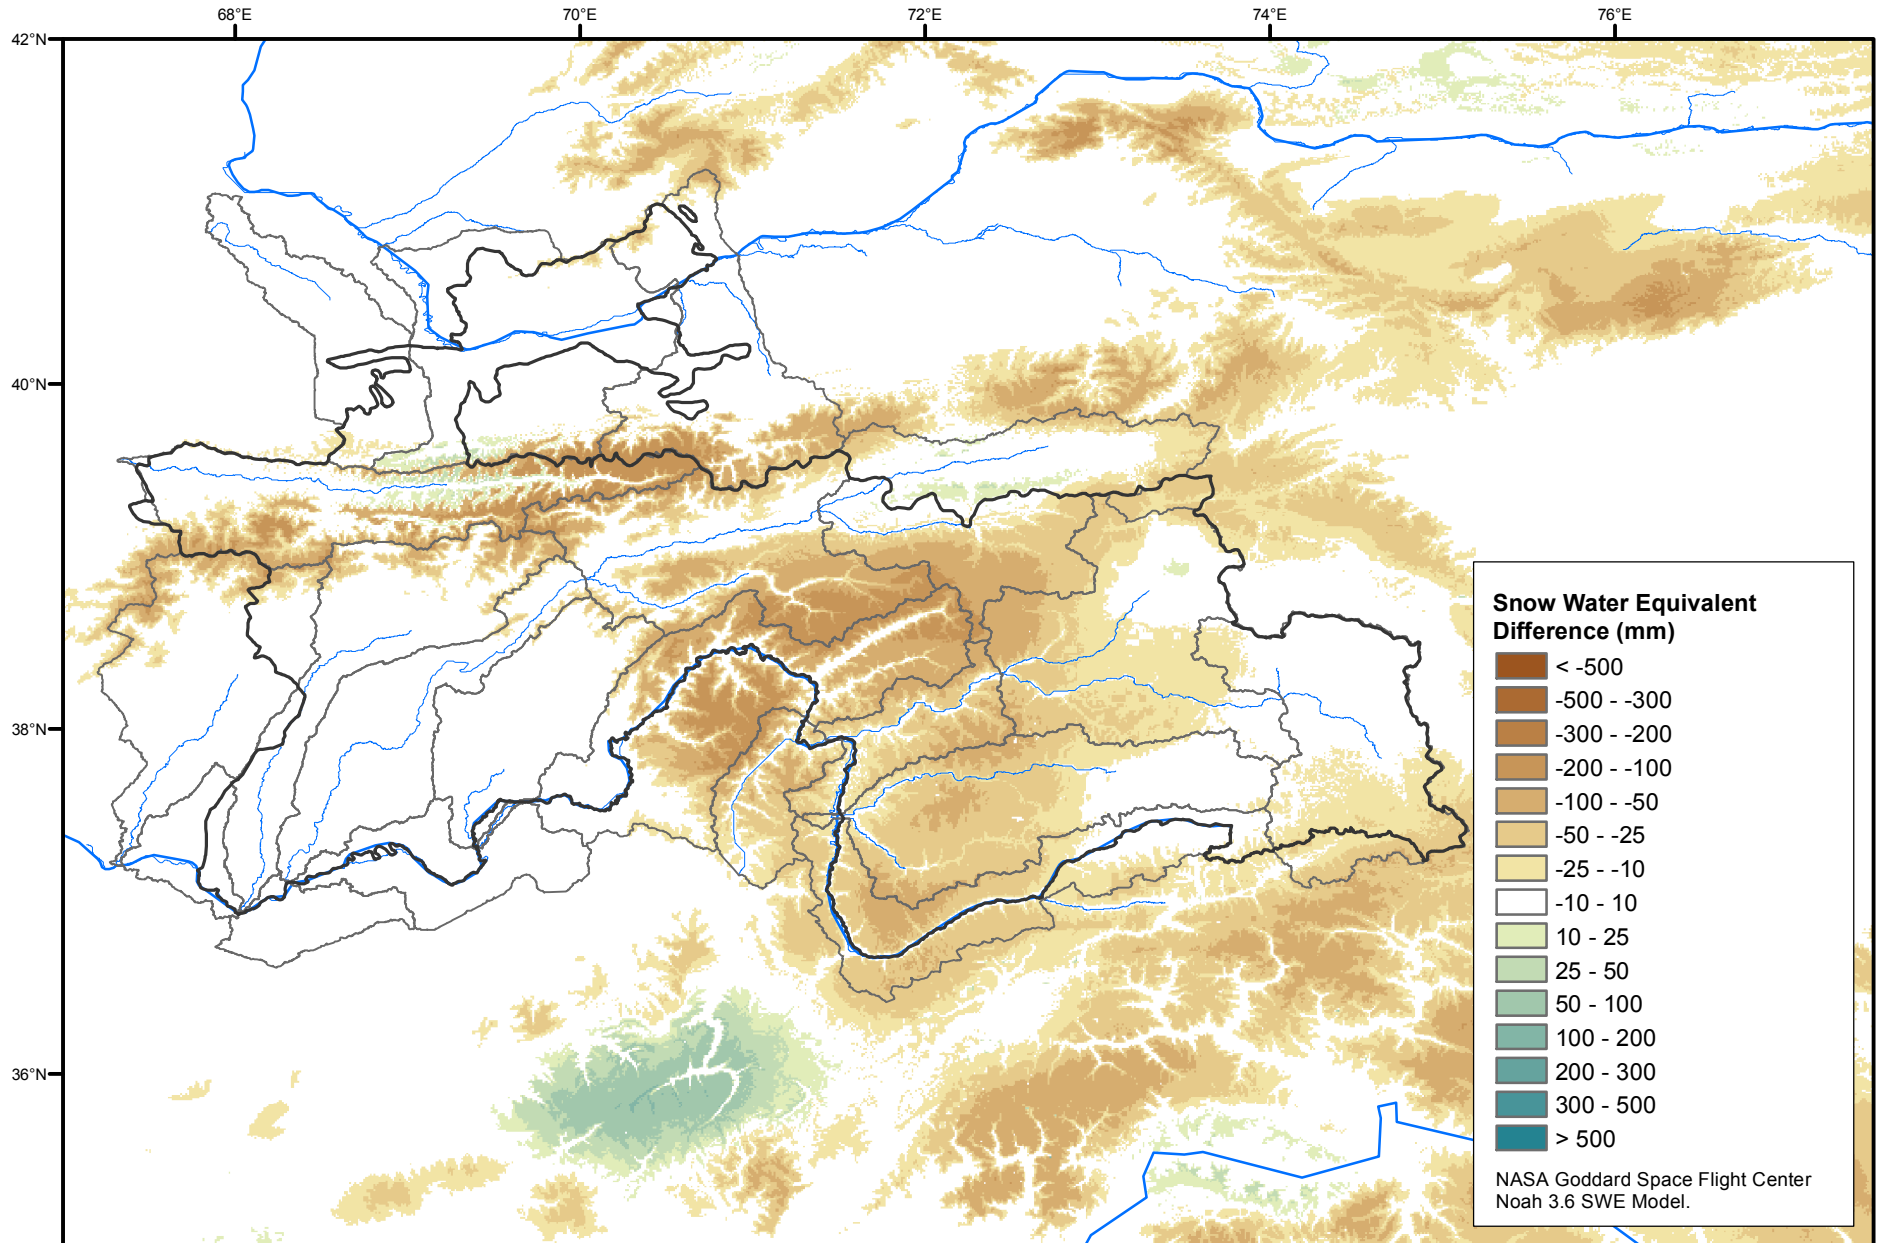 68°E
70°E
72°E
74°E
76°E
42°N
40°N
38°N
36°N
Snow Water Equivalent
Difference (mm)
< -500
-500 - -300
-300 - -200
-200 - -100
-100 - -50
-50 - -25
-25 - -10
-10 - 10
10 - 25
25 - 50
50 - 100
100 - 200
200 - 300
300 - 500
> 500
NASA Goddard Space Flight Center
Noah 3.6 SWE Model.